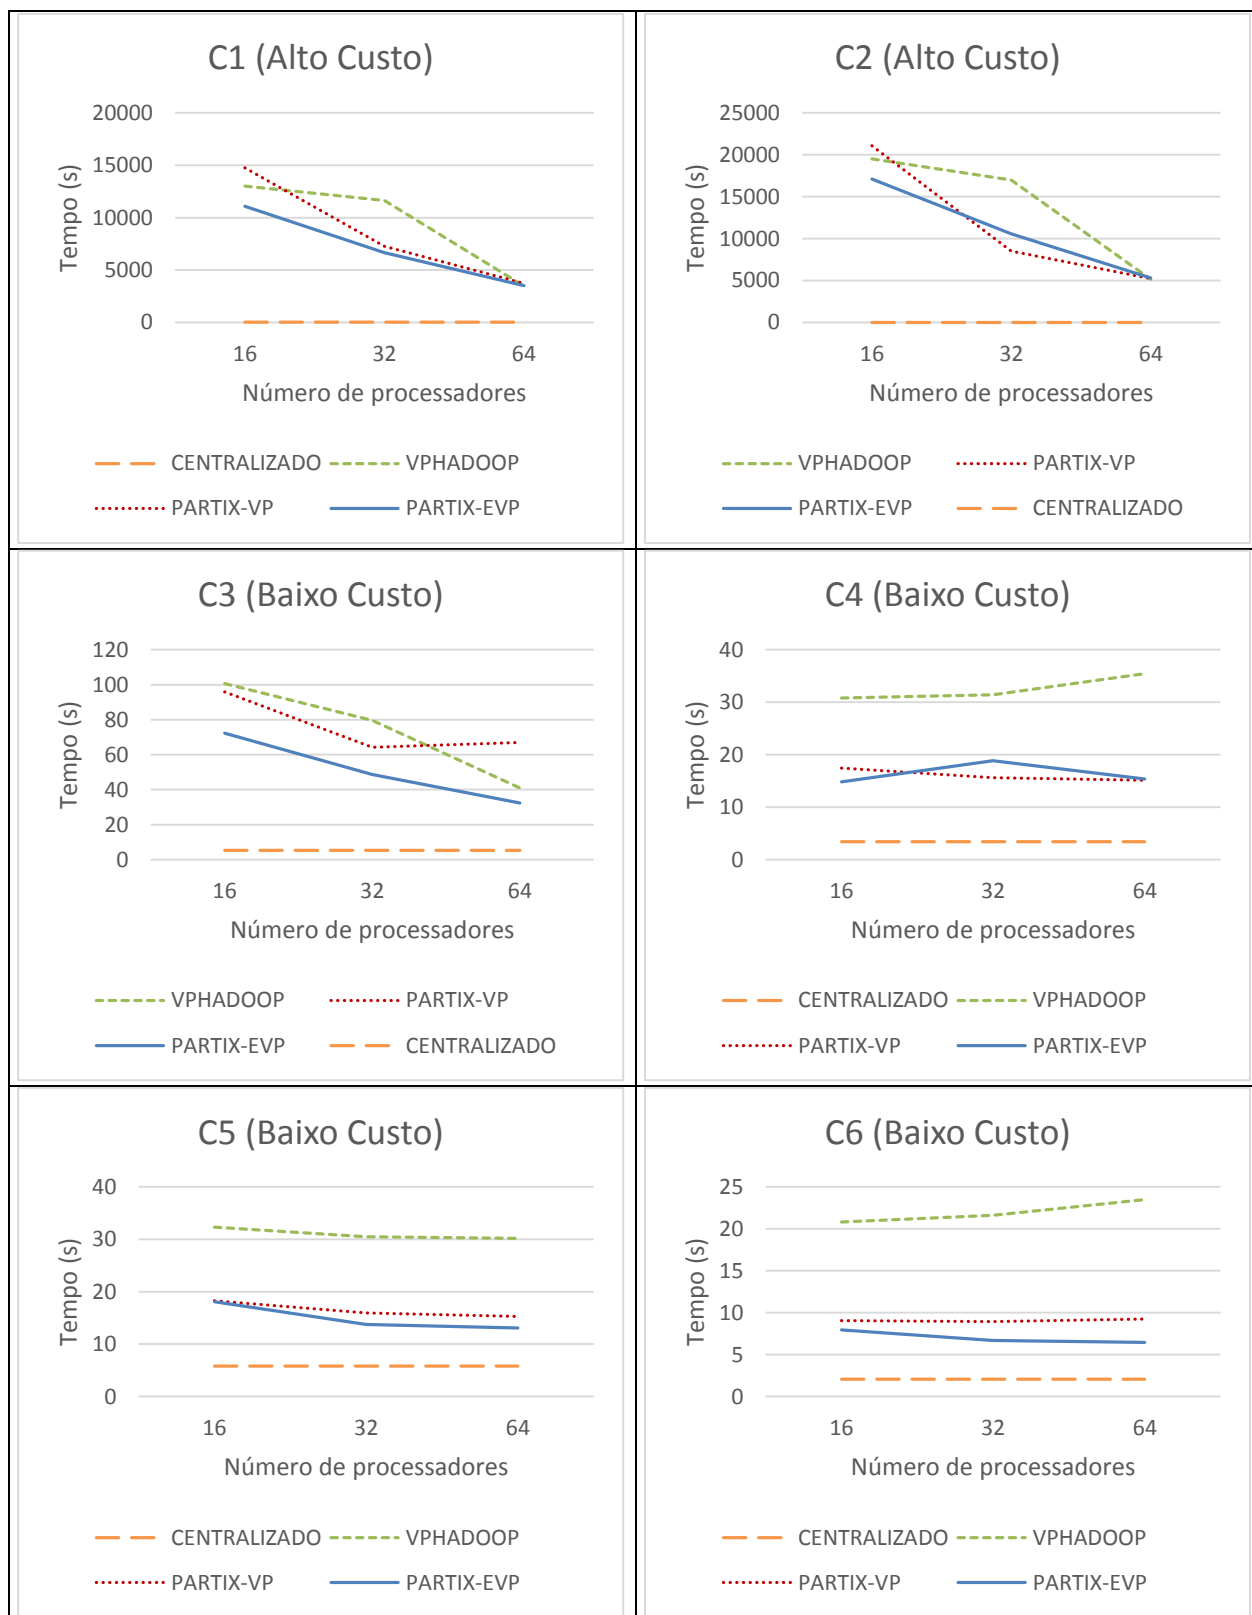 C1 (Alto Custo)
20000
15000
10000
5000
0
Tempo (s)
16 32 64
Número de processadores
CENTRALIZADO VPHADOOP
PARTIX-VP PARTIX-EVP
C2 (Alto Custo)
25000
20000
15000
10000
5000
0
Tempo (s)
16 32 64
Número de processadores
VPHADOOP PARTIX-VP
PARTIX-EVP CENTRALIZADO
C3 (Baixo Custo)
120
100
80
60
40
20
0
Tempo (s)
16 32 64
Número de processadores
VPHADOOP PARTIX-VP
PARTIX-EVP CENTRALIZADO
C4 (Baixo Custo)
40
30
20
10
0
Tempo (s)
16 32 64
Número de processadores
CENTRALIZADO VPHADOOP
PARTIX-VP PARTIX-EVP
C5 (Baixo Custo)
40
30
20
10
0
Tempo (s)
16 32 64
Número de processadores
CENTRALIZADO VPHADOOP
PARTIX-VP PARTIX-EVP
C6 (Baixo Custo)
25
20
15
10
5
0
Tempo (s)
16 32 64
Número de processadores
CENTRALIZADO VPHADOOP
PARTIX-VP PARTIX-EVP